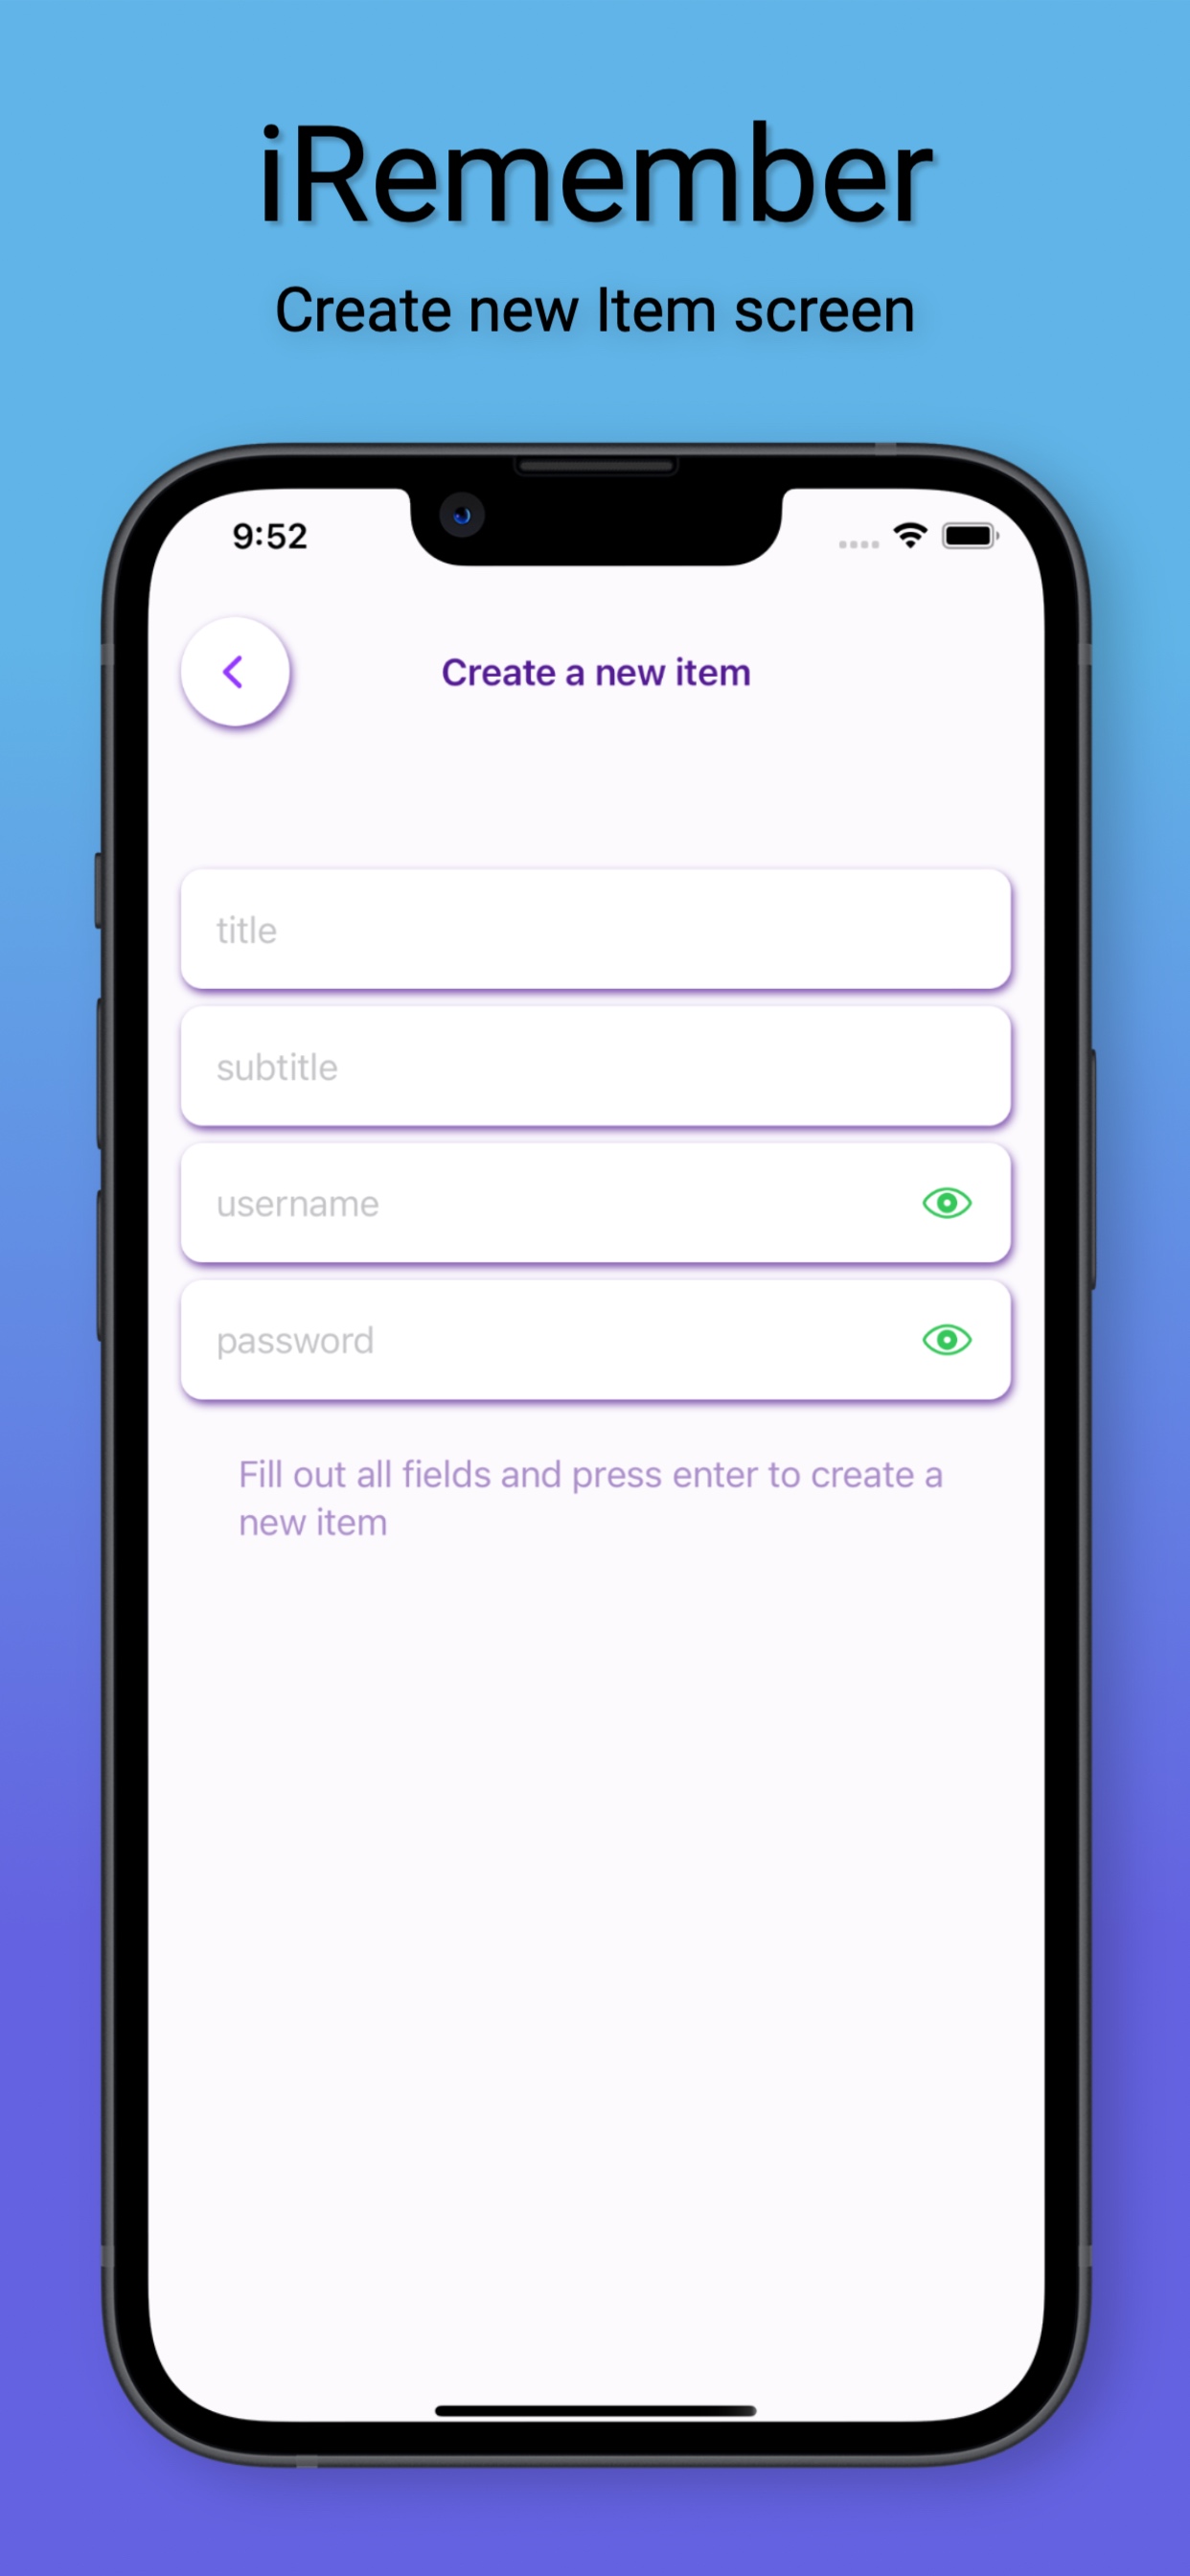 iRemember
Create new Item screen
9:52
Create a new item
title
subtitle
username
password
Fill out all fields and press enter to create a
new item